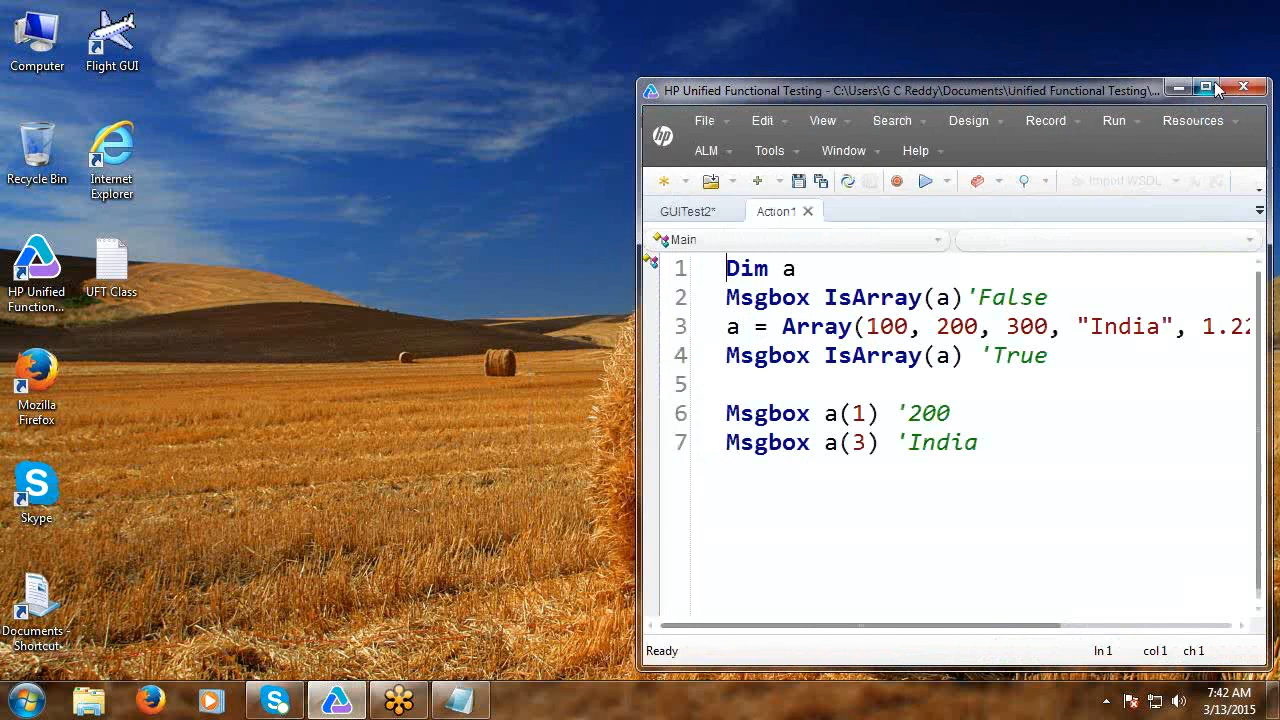 Computer
Flight GUI
Recycle Bin
Internet
Explorer
HP Unified
Function...
UFT Class
Mozilla
Firefox
Skype
Documents -
Shortcut
HP Unified Functional Testing - C:\Users\G C Reddy\Documents\Unified Functional Testing\...
hp
File Edit View Search Design Record Run Resources
ALM Tools Window Help
Import WSDL
GUITest2* Action1
Main
1 Dim a
2 Msgbox IsArray(a)'False
3 a = Array(100, 200, 300, "India", 1.22
4 Msgbox IsArray(a) 'True
5
6 Msgbox a(1) '200
7 Msgbox a(3) 'India
Ready ln 1 col 1 ch 1
7:42 AM
3/13/2015